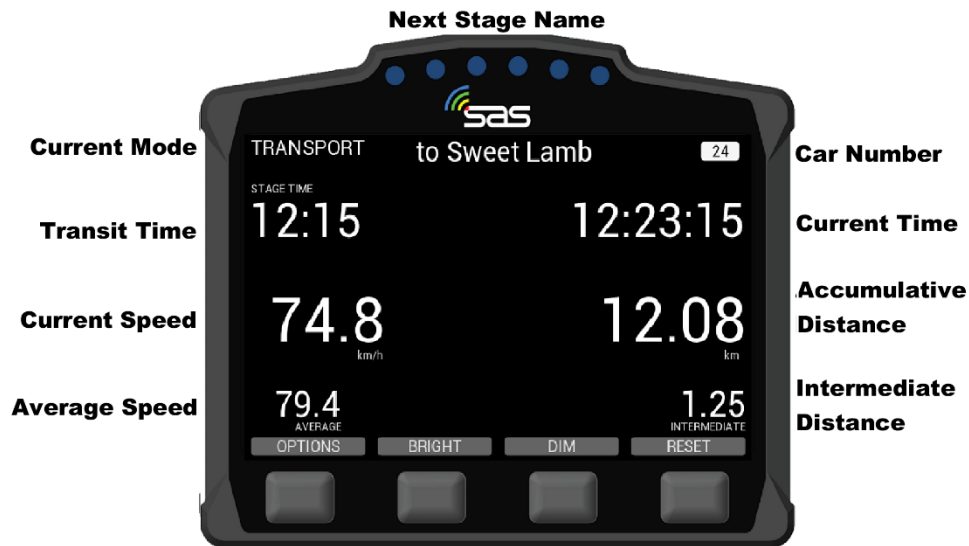 Next Stage Name
sas
Current Mode
TRANSPORT
to Sweet Lamb
24
Car Number
STAGE TIME
Transit Time
12:15
12:23:15
Current Time
Current Speed
74.8
km/h
12.08
km
.Accumulative
Distance
Average Speed
79.4
AVERAGE
1.25
INTERMEDIATE
Intermediate
Distance
OPTIONS
BRIGHT
DIM
RESET